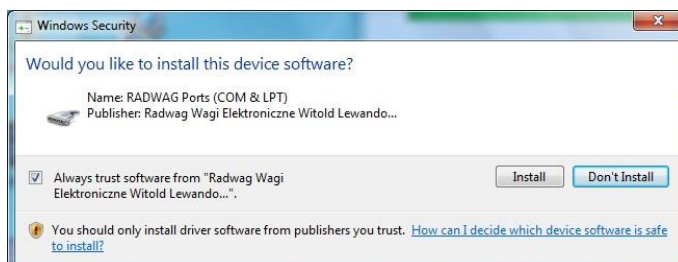 Windows Security
Would you like to install this device software?
Name: RADWAG Ports (COM & LPT)
Publisher: Radwag Wagi Elektroniczne Witold Lewando...
Always trust software from "Radwag Wagi
Elektroniczne Witold Lewando...".
Install
Don't Install
You should only install driver software from publishers you trust. How can I decide which device software is safe
to install?